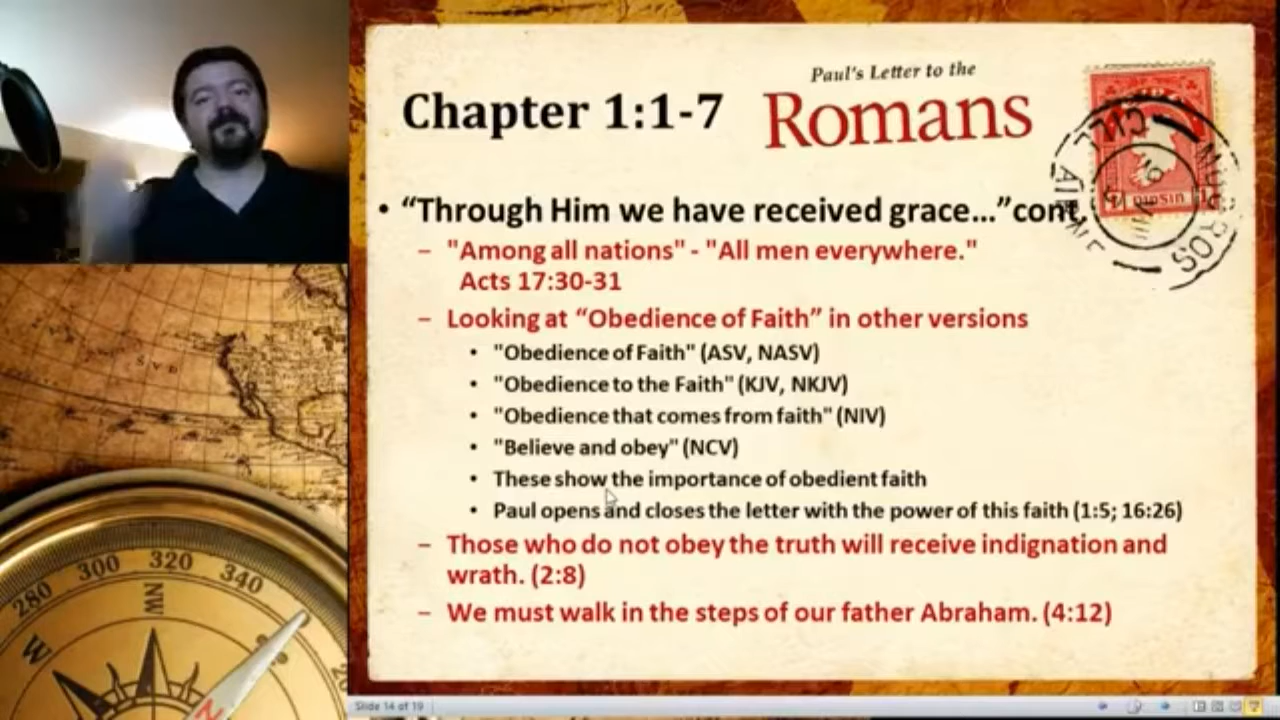 Paul's Letter to the
Chapter 1:1-7 Romans
• “Through Him we have received grace…”cont.
– "Among all nations" - "All men everywhere."
Acts 17:30-31
– Looking at “Obedience of Faith” in other versions
• "Obedience of Faith" (ASV, NASV)
• "Obedience to the Faith" (KJV, NKJV)
• "Obedience that comes from faith" (NIV)
• "Believe and obey" (NCV)
• These show the importance of obedient faith
• Paul opens and closes the letter with the power of this faith (1:5; 16:26)
– Those who do not obey the truth will receive indignation and
wrath. (2:8)
– We must walk in the steps of our father Abraham. (4:12)
280 300 320 340
W NW N
Slide 14 of 19